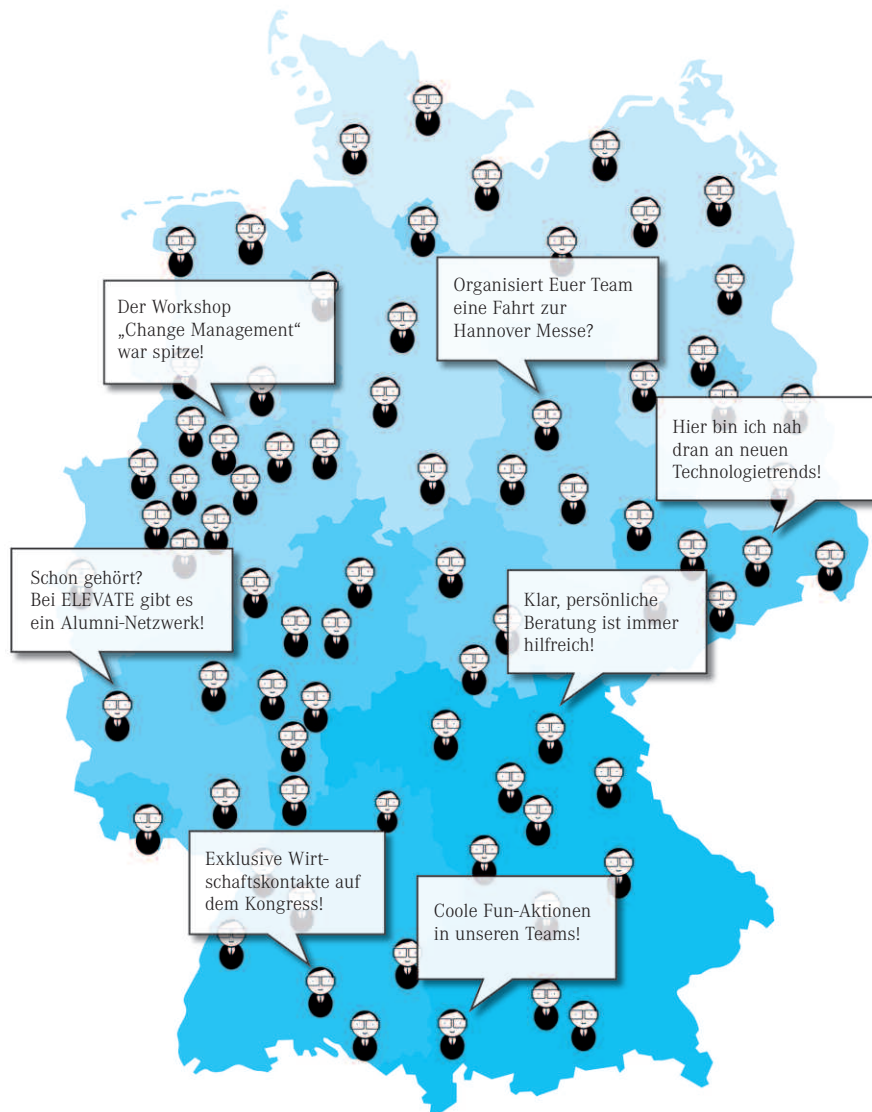 Der Workshop
„Change Management“
war spitze!
Organisiert Euer Team
eine Fahrt zur
Hannover Messe?
Hier bin ich nah
dran an neuen
Technologietrends!
Schon gehört?
Bei ELEVATE gibt es
ein Alumni-Netzwerk!
Klar, persönliche
Beratung ist immer
hilfreich!
Exklusive Wirt-
schaftskontakte auf
dem Kongress!
Coole Fun-Aktionen
in unseren Teams!